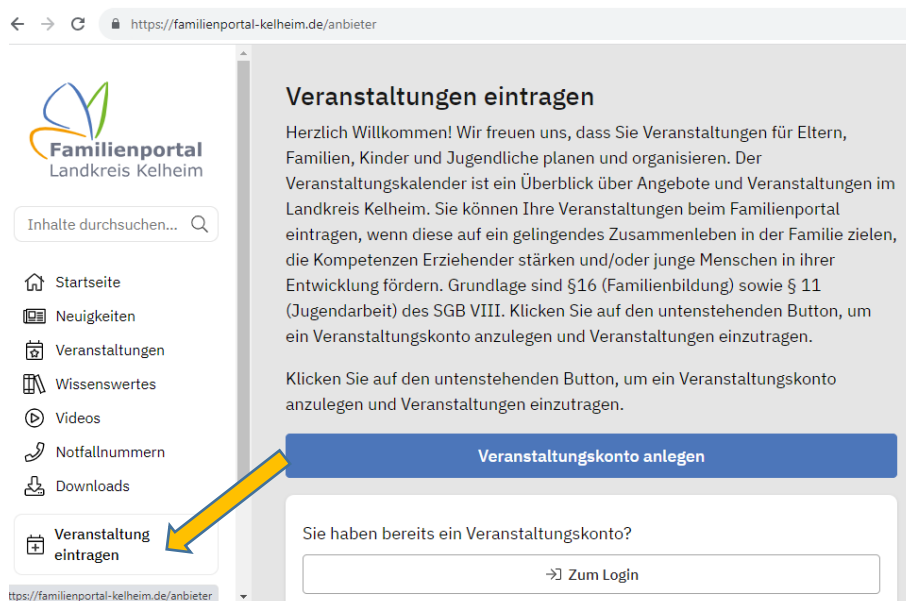 https://familienportal-kelheim.de/anbieter
Familienportal
Landkreis Kelheim
Inhalte durchsuchen...
Startseite
Neuigkeiten
Veranstaltungen
Wissenswertes
Videos
Notfallnummern
Downloads
Veranstaltung
eintragen
ttps://familienportal-kelheim.de/anbieter
Veranstaltungen eintragen
Herzlich Willkommen! Wir freuen uns, dass Sie Veranstaltungen für Eltern,
Familien, Kinder und Jugendliche planen und organisieren. Der
Veranstaltungskalender ist ein Überblick über Angebote und Veranstaltungen im
Landkreis Kelheim. Sie können Ihre Veranstaltungen beim Familienportal
eintragen, wenn diese auf ein gelingendes Zusammenleben in der Familie zielen,
die Kompetenzen Erziehender stärken und/oder junge Menschen in ihrer
Entwicklung fördern. Grundlage sind §16 (Familienbildung) sowie § 11
(Jugendarbeit) des SGB VIII. Klicken Sie auf den untenstehenden Button, um
ein Veranstaltungskonto anzulegen und Veranstaltungen einzutragen.
Klicken Sie auf den untenstehenden Button, um ein Veranstaltungskonto
anzulegen und Veranstaltungen einzutragen.
Veranstaltungskonto anlegen
Sie haben bereits ein Veranstaltungskonto?
Zum Login